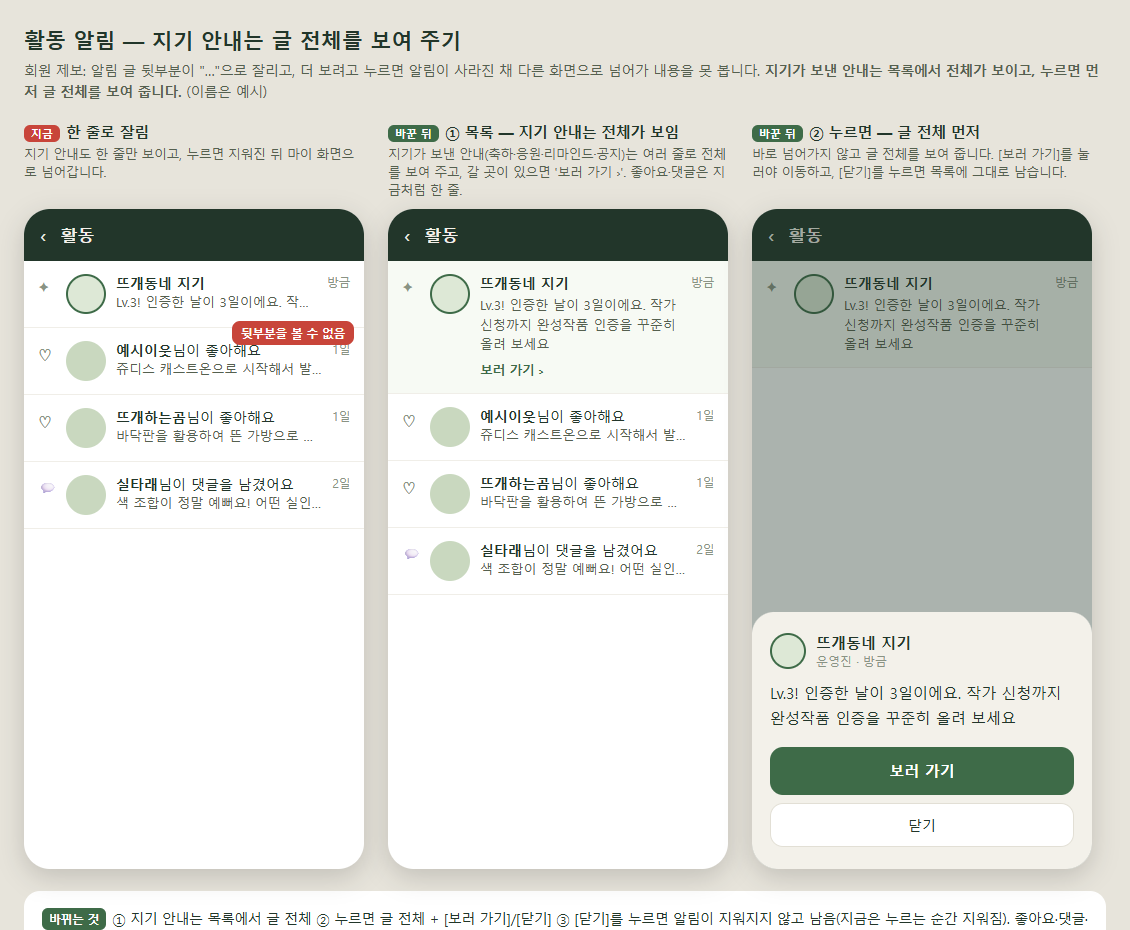 활동 알림 — 지기 안내는 글 전체를 보여 주기
회원 제보: 알림 글 뒷부분이 "…"으로 잘리고, 더 보려고 누르면 알림이 사라진 채 다른 화면으로 넘어가 내용을 못 봅니다. 지기가 보낸 안내는 목록에서 전체가 보이고, 누르면 먼
저 글 전체를 보여 줍니다. (이름은 예시)
지금 한 줄로 잘림
지기 안내도 한 줄만 보이고, 누르면 지워진 뒤 마이 화면으
로 넘어갑니다.
‹ 활동
✦ 뜨개동네 지기 방금
Lv.3! 인증한 날이 3일이에요. 작…
뒷부분을 볼 수 없음
♡ 예시이웃님이 좋아해요 1일
쥬디스 캐스트온으로 시작해서 발…
♡ 뜨개하는곰님이 좋아해요 1일
바닥판을 활용하여 뜬 가방으로 …
실타래님이 댓글을 남겼어요 2일
색 조합이 정말 예뻐요! 어떤 실인…
바꾼 뒤 ① 목록 — 지기 안내는 전체가 보임
지기가 보낸 안내(축하·응원·리마인드·공지)는 여러 줄로 전체
를 보여 주고, 갈 곳이 있으면 '보러 가기 ›'. 좋아요·댓글은 지
금처럼 한 줄.
‹ 활동
✦ 뜨개동네 지기 방금
Lv.3! 인증한 날이 3일이에요. 작가
신청까지 완성작품 인증을 꾸준히
올려 보세요
보러 가기 ›
♡ 예시이웃님이 좋아해요 1일
쥬디스 캐스트온으로 시작해서 발…
♡ 뜨개하는곰님이 좋아해요 1일
바닥판을 활용하여 뜬 가방으로 …
실타래님이 댓글을 남겼어요 2일
색 조합이 정말 예뻐요! 어떤 실인…
바꾼 뒤 ② 누르면 — 글 전체 먼저
바로 넘어가지 않고 글 전체를 보여 줍니다. [보러 가기]를 눌
러야 이동하고, [닫기]를 누르면 목록에 그대로 남습니다.
‹ 활동
✦ 뜨개동네 지기 방금
Lv.3! 인증한 날이 3일이에요. 작가
신청까지 완성작품 인증을 꾸준히
올려 보세요
뜨개동네 지기
운영진 · 방금
Lv.3! 인증한 날이 3일이에요. 작가 신청까지
완성작품 인증을 꾸준히 올려 보세요
보러 가기
닫기
바뀌는 것 ① 지기 안내는 목록에서 글 전체 ② 누르면 글 전체 + [보러 가기]/[닫기] ③ [닫기]를 누르면 알림이 지워지지 않고 남음(지금은 누르는 순간 지워짐). 좋아요·댓글·